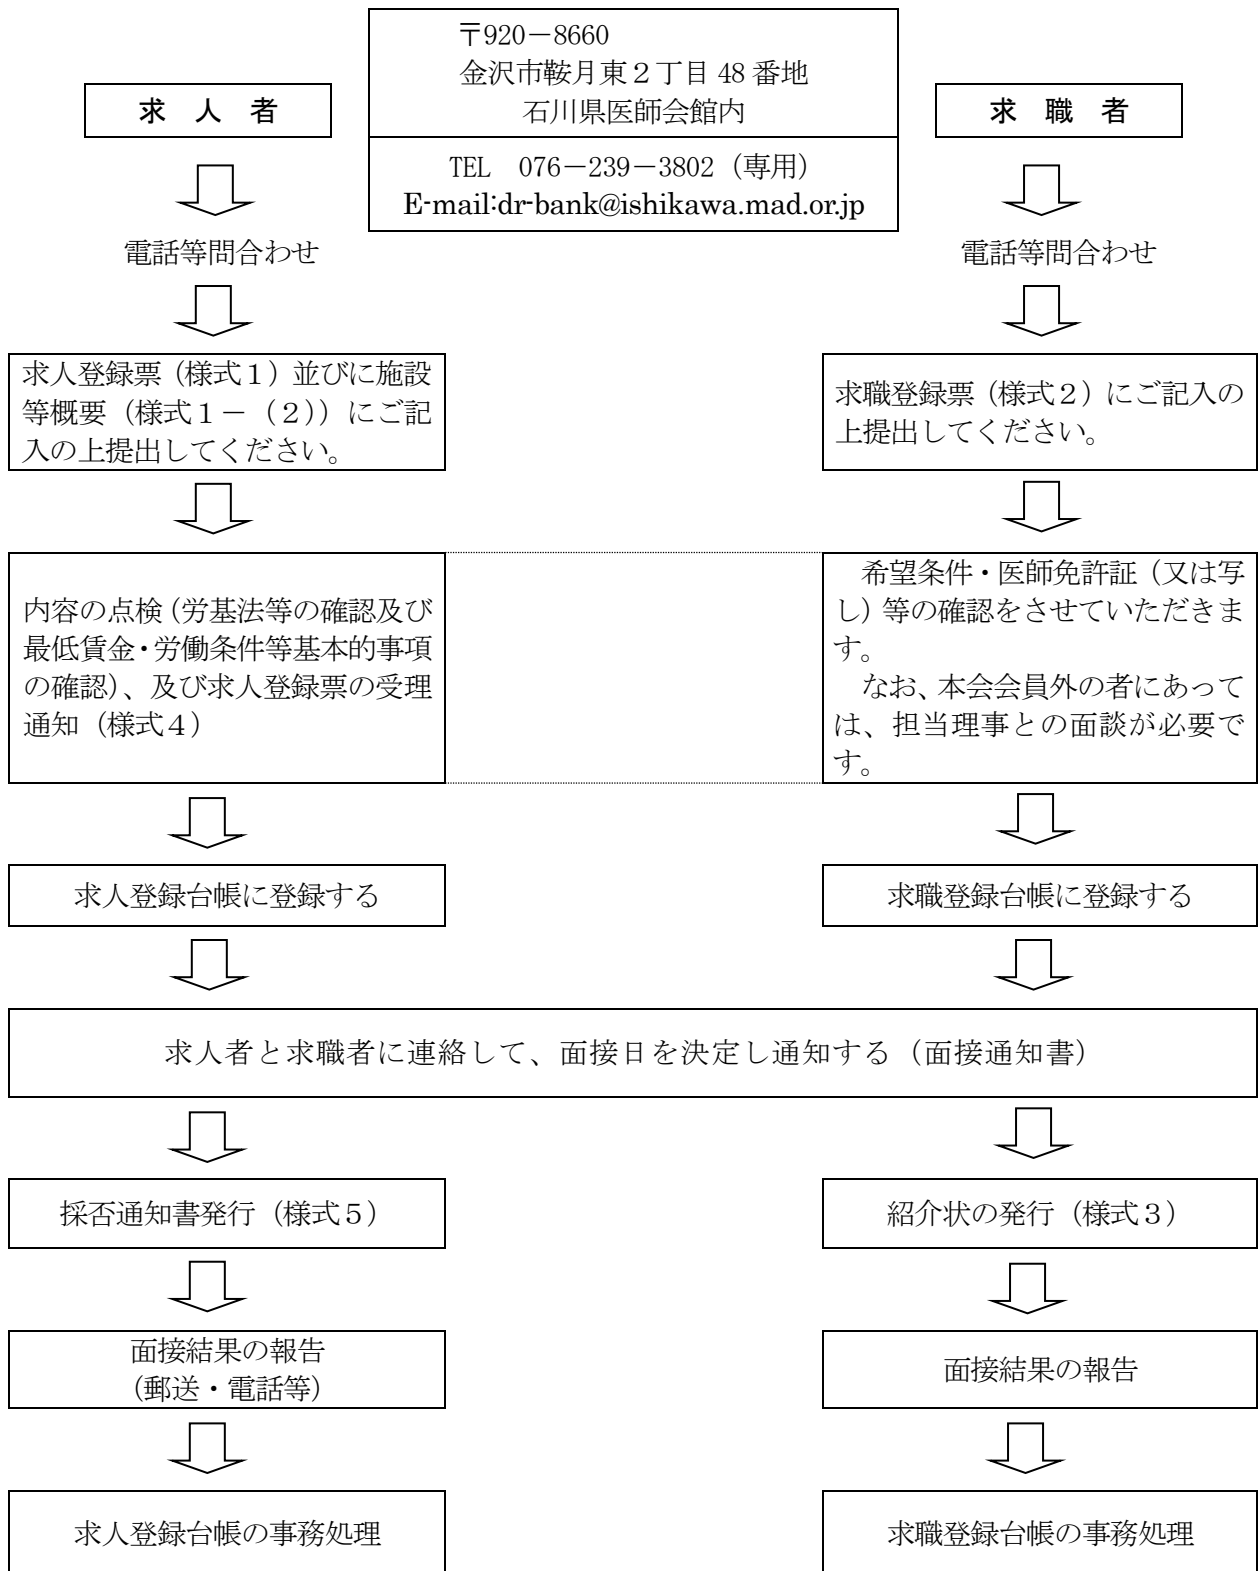 〒920－8660
金沢市鞍月東２丁目 48 番地
石川県医師会館内
TEL　076－239－3802（専用）
E-mail:dr-bank@ishikawa.mad.or.jp
求　人　者
求　職　者
電話等問合わせ
電話等問合わせ
求人登録票（様式１）並びに施設
等概要（様式１－（２））にご記
入の上提出してください。
求職登録票（様式２）にご記入の
上提出してください。
内容の点検（労基法等の確認及び
最低賃金・労働条件等基本的事項
の確認）、及び求人登録票の受理
通知（様式４）
希望条件・医師免許証（又は写
し）等の確認をさせていただきま
す。
なお、本会会員外の者にあって
は、担当理事との面談が必要で
す。
求人登録台帳に登録する
求職登録台帳に登録する
求人者と求職者に連絡して、面接日を決定し通知する（面接通知書）
採否通知書発行（様式５）
紹介状の発行（様式３）
面接結果の報告
（郵送・電話等）
面接結果の報告
求人登録台帳の事務処理
求職登録台帳の事務処理